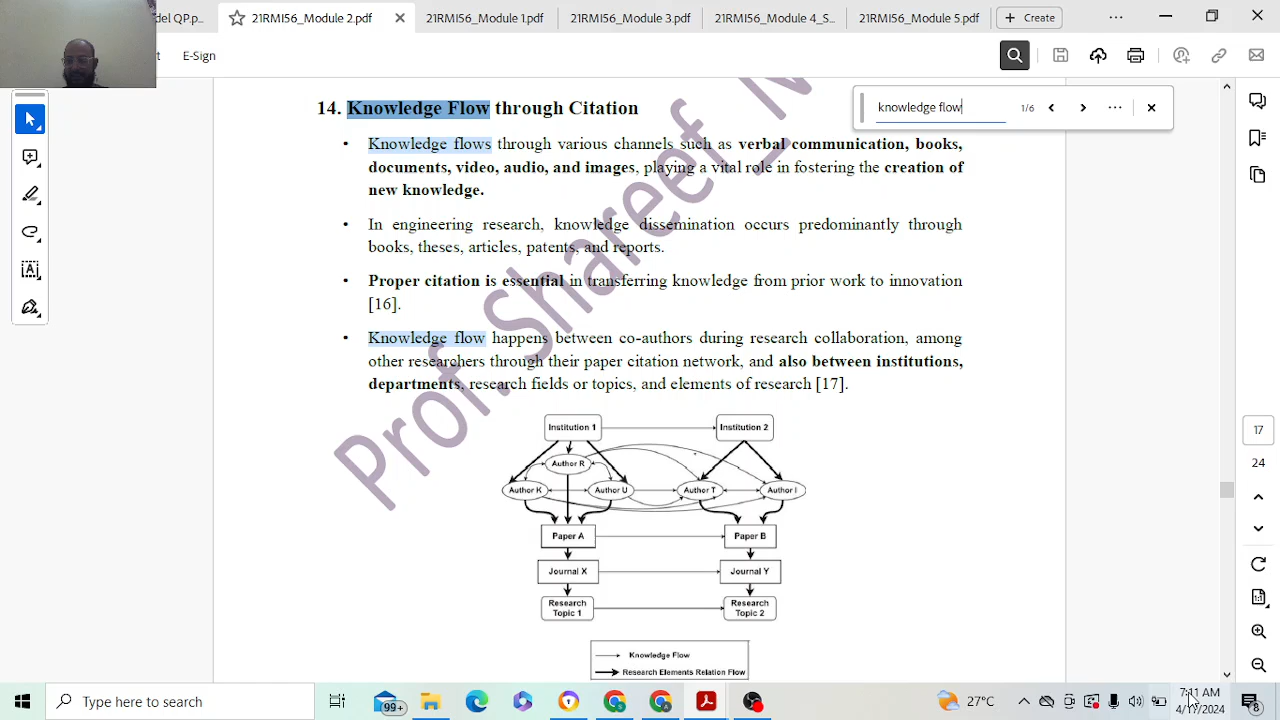 del QP.p...
21RMI56_Module 2.pdf
21RMI56_Module 1.pdf
21RMI56_Module 3.pdf
21RMI56_Module 4_S...
21RMI56_Module 5.pdf
Create
E-Sign
knowledge flow
1/6
14. Knowledge Flow through Citation
• Knowledge flows through various channels such as verbal communication, books,
documents, video, audio, and images, playing a vital role in fostering the creation of
new knowledge.
• In engineering research, knowledge dissemination occurs predominantly through
books, theses, articles, patents, and reports.
• Proper citation is essential in transferring knowledge from prior work to innovation
[16].
• Knowledge flow happens between co-authors during research collaboration, among
other researchers through their paper citation network, and also between institutions,
departments, research fields or topics, and elements of research [17].
Prof. Shareef_M
Institution 1
Institution 2
Author R
Author K
Author U
Author T
Author I
Paper A
Paper B
Journal X
Journal Y
Research
Topic 1
Research
Topic 2
Knowledge Flow
Research Elements Relation Flow
17
24
Type here to search
99+
27°C
7:11 AM
4/17/2024
8